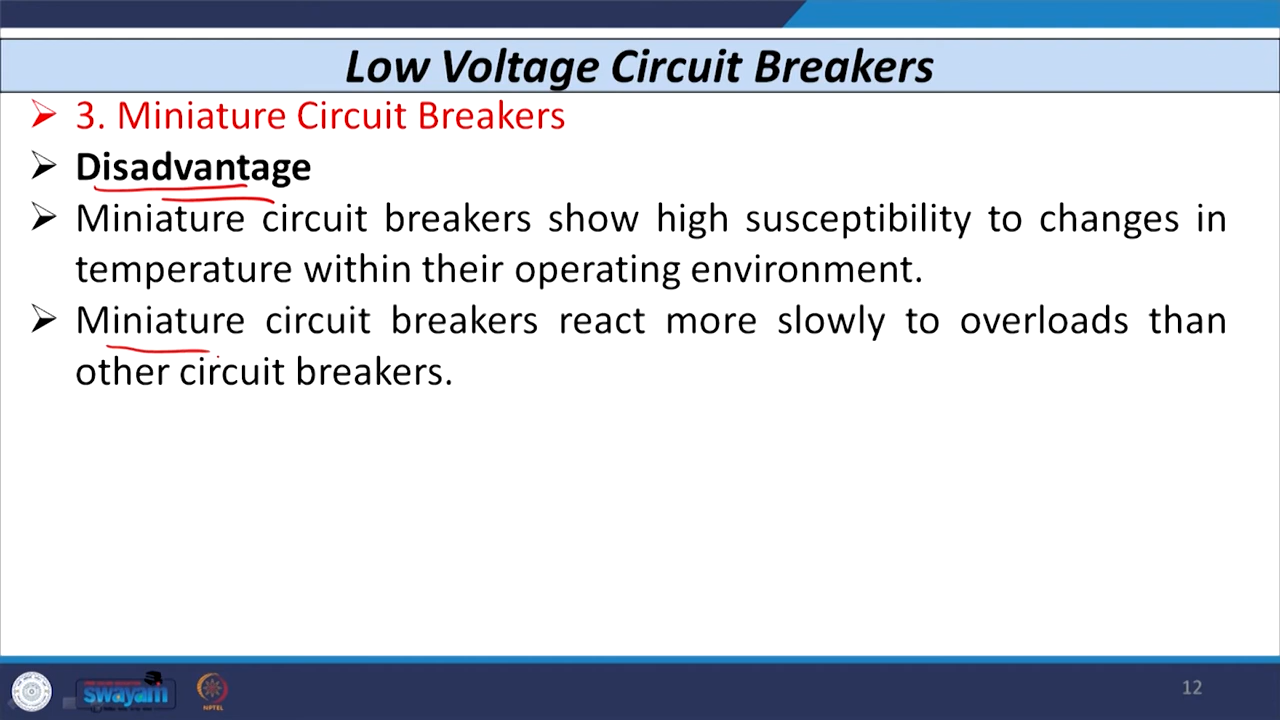 Low Voltage Circuit Breakers
➢ 3. Miniature Circuit Breakers
➢ Disadvantage
➢ Miniature circuit breakers show high susceptibility to changes in
temperature within their operating environment.
➢ Miniature circuit breakers react more slowly to overloads than
other circuit breakers.
swayam
NPTEL
12